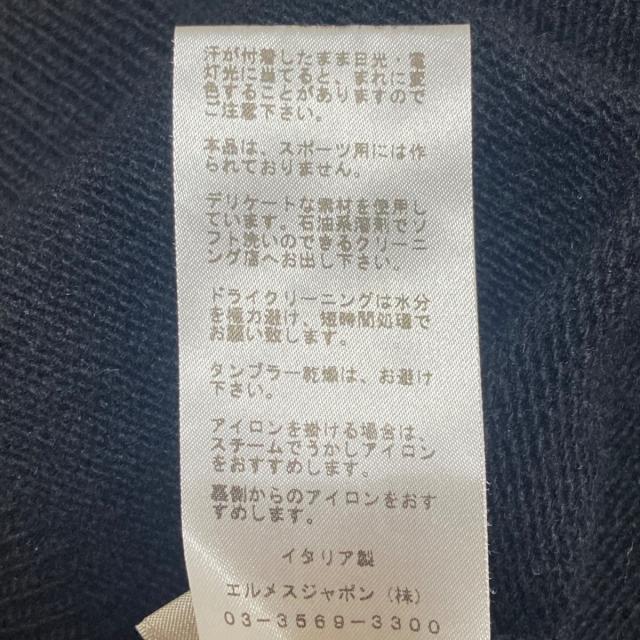 汗が付着したまま日光・電
灯光に当てると、まれに変
色することがありますので
ご注意下さい。
本品は、スポーツ用には作
られておりません。
デリケートな素材を使用し
ています。石油系溶剤でソ
フト洗いのできるクリーニ
ング店へお出し下さい。
ドライクリーニングは水分
を極力避け、短時間処理で
お願い致します。
タンブラー乾燥は、お避け
下さい。
アイロンを掛ける場合は、
スチームでうかしアイロン
をおすすめします。
裏側からのアイロンをおす
すめします。
イタリア製
エルメスジャポン（株）
03-3569-3300